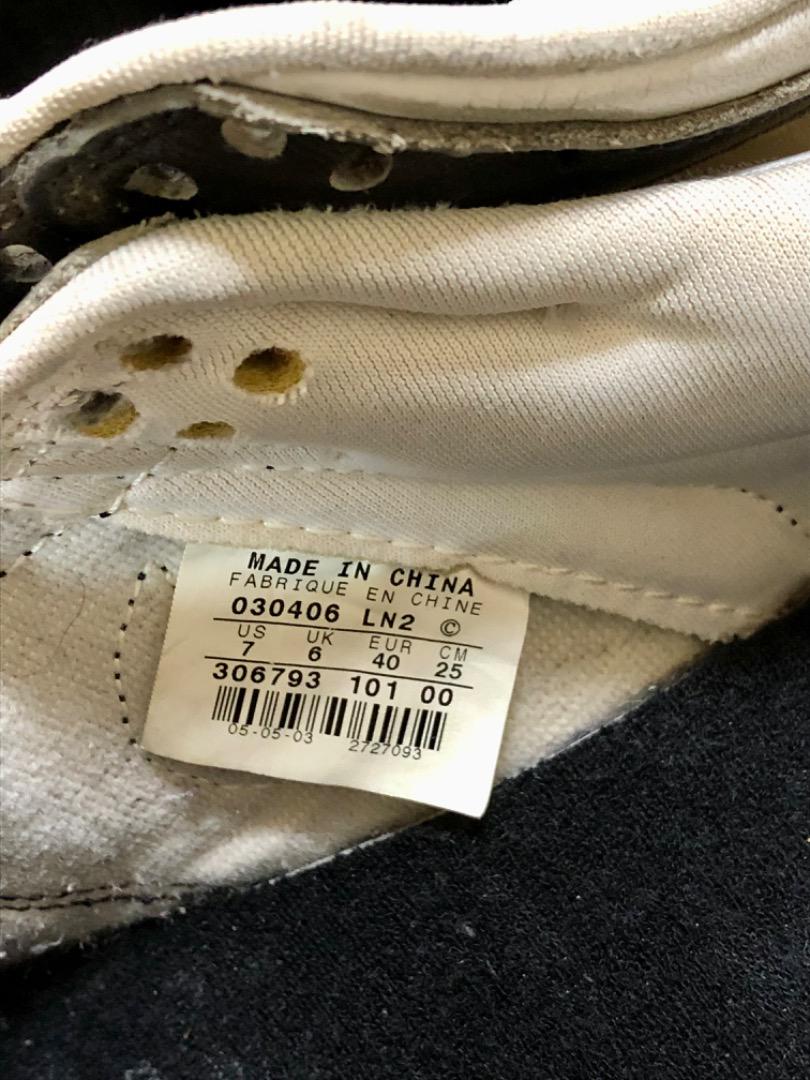 MADE IN CHINA
FABRIQUE EN CHINE
030406 LN2 ©
US UK EUR CM
7 6 40 25
306793 101 00
05-05-03 2727093